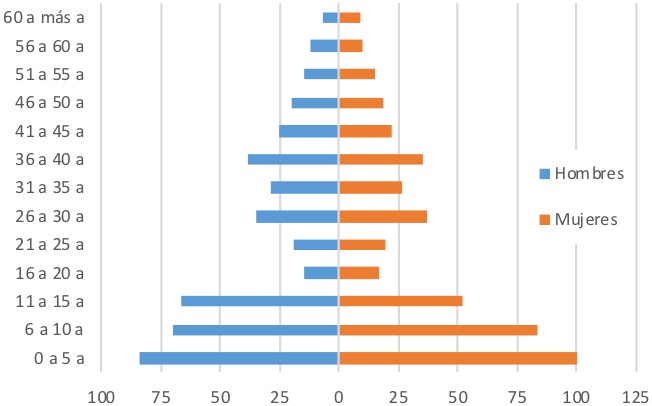 60 a más a
56 a 60 a
51 a 55 a
46 a 50 a
41 a 45 a
36 a 40 a
31 a 35 a
26 a 30 a
21 a 25 a
16 a 20 a
11 a 15 a
6 a 10 a
0 a 5 a
100 75 50 25 0 25 50 75 100 125
Hombres
Mujeres